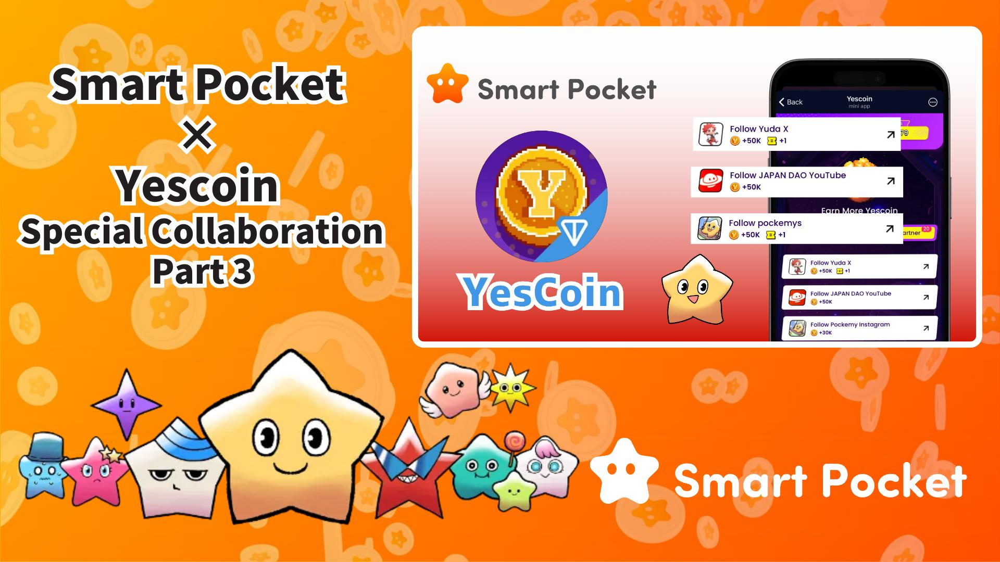 Smart Pocket
×
Yescoin
Special Collaboration
Part 3
Smart Pocket
YesCoin
Back
Yescoin
mini app
Follow Yuda X
+50K +1
79
Follow JAPAN DAO YouTube
+50K
Earn More Yescoin
Follow pockemys
+50K +1
20
artner
Follow Yuda X
+50K +1
Follow JAPAN DAO YouTube
+50K
Follow Pockemy Instagram
+30K
Smart Pocket